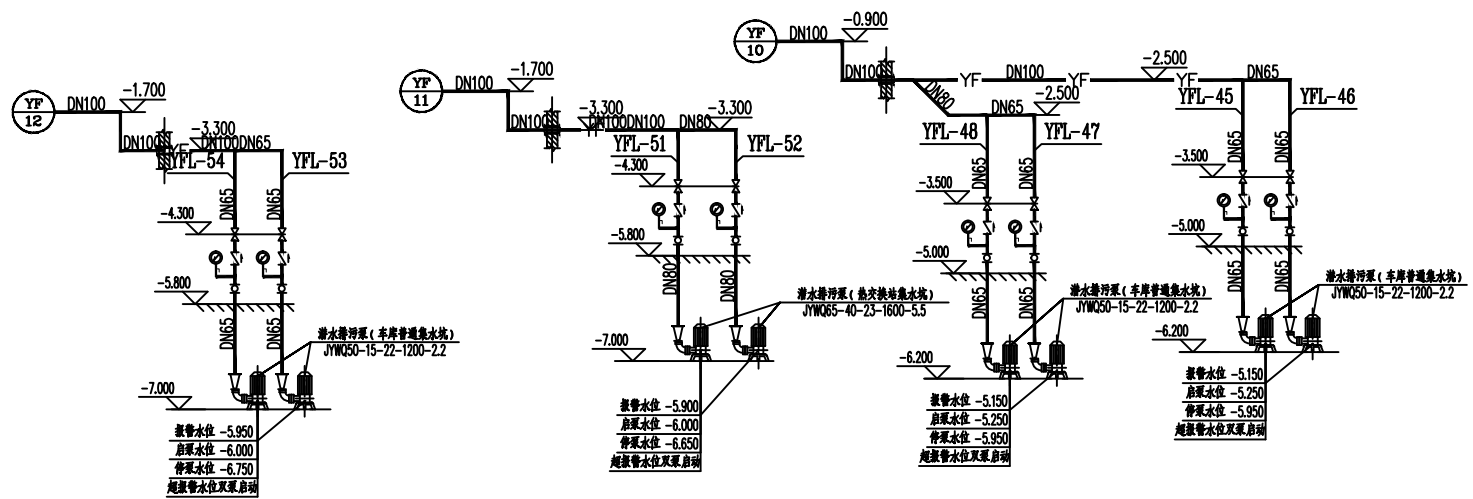 YF
12
DN100
-1.700
DN100
YF
-3.300
DN100
DN65
YFL-54
YFL-53
DN65
DN65
-4.300
-5.800
DN65
DN65
潜水排污泵(车库普通集水坑)
JYWQ50-15-22-1200-2.2
-7.000
报警水位 -5.950
启泵水位 -6.000
停泵水位 -6.750
超报警水位双泵启动
YF
11
DN100
-1.700
DN100
-3.300
DN100
DN100
DN80
-3.300
YFL-51
YFL-52
-4.300
-5.800
DN80
DN80
潜水排污泵(热交换站集水坑)
JYWQ65-40-23-1600-5.5
-7.000
报警水位 -5.900
启泵水位 -6.000
停泵水位 -6.650
超报警水位双泵启动
YF
10
DN100
-0.900
DN100
YF
DN100
YF
-2.500
YF
DN65
DN80
DN65
-2.500
YFL-48
YFL-47
DN65
DN65
-3.500
-5.000
DN65
DN65
潜水排污泵(车库普通集水坑)
JYWQ50-15-22-1200-2.2
-6.200
报警水位 -5.150
启泵水位 -5.250
停泵水位 -5.950
超报警水位双泵启动
YFL-45
YFL-46
DN65
DN65
-3.500
-5.000
DN65
DN65
潜水排污泵(车库普通集水坑)
JYWQ50-15-22-1200-2.2
-6.200
报警水位 -5.150
启泵水位 -5.250
停泵水位 -5.950
超报警水位双泵启动